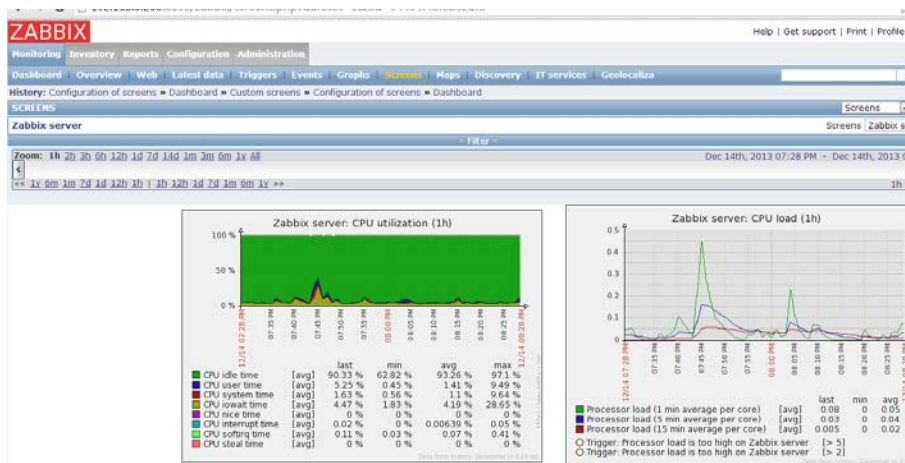 ZABBIX
Help | Get support | Print | Profile
Monitoring Inventory Reports Configuration Administration
Dashboard | Overview | Web | Latest data | Triggers | Events | Graphs | Screens | Maps | Discovery | IT services | Geolocaliza
History: Configuration of screens » Dashboard » Custom screens » Configuration of screens » Dashboard
SCREENS
Screens
Zabbix server
Screens Zabbix s
Filter
Zoom: 1h 2h 3h 6h 12h 1d 7d 14d 1m 3m 6m 1y All
Dec 14th, 2013 07:28 PM - Dec 14th, 2013
<< 1y 6m 1m 7d 1d 12h 1h | 1h 12h 1d 7d 1m 6m 1y >>
1h
Zabbix server: CPU utilization (1h)
100 %
50 %
0 %
12/14 07:28 PM
07:35 PM
07:40 PM
07:45 PM
07:50 PM
07:55 PM
08:00 PM
08:05 PM
08:10 PM
08:15 PM
08:20 PM
08:25 PM
12/14 08:28 PM
last min avg max
CPU idle time [avg] 90.33 % 62.82 % 93.26 % 97.1 %
CPU user time [avg] 5.25 % 0.45 % 1.41 % 9.49 %
CPU system time [avg] 1.63 % 0.56 % 1.1 % 9.64 %
CPU iowait time [avg] 4.47 % 1.83 % 4.19 % 28.65 %
CPU nice time [avg] 0 % 0 % 0 % 0 %
CPU interrupt time [avg] 0.02 % 0 % 0.00639 % 0.05 %
CPU softirq time [avg] 0.11 % 0.03 % 0.07 % 0.41 %
CPU steal time [avg] 0 % 0 % 0 % 0 %
Zabbix server: CPU load (1h)
0.5
0.4
0.3
0.2
0.1
0
12/14 07:28 PM
07:35 PM
07:40 PM
07:45 PM
07:50 PM
07:55 PM
08:00 PM
08:05 PM
08:10 PM
08:15 PM
08:20 PM
08:25 PM
last min avg
Processor load (1 min average per core) [avg] 0.08 0 0.05
Processor load (5 min average per core) [avg] 0.03 0 0.04
Processor load (15 min average per core) [avg] 0.005 0 0.02
Trigger: Processor load is too high on Zabbix server [> 5]
Trigger: Processor load is too high on Zabbix server [> 2]